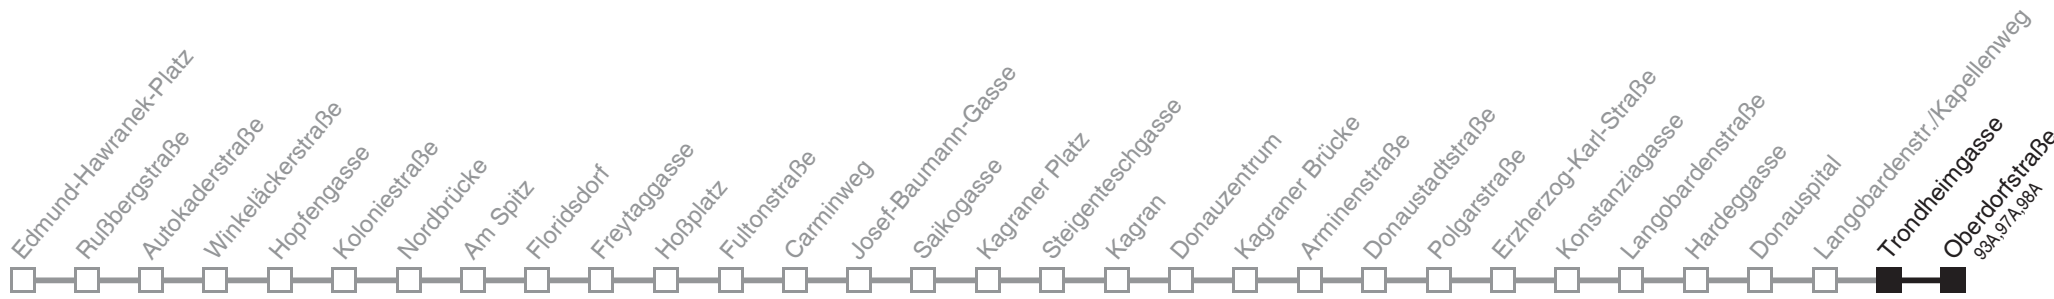 Edmund-Hawranek-Platz
Rußbergstraße
Autokaderstraße
Winkeläckerstraße
Hopfengasse
Koloniestraße
Nordbrücke
Am Spitz
Floridsdorf
Freytaggasse
Hoßplatz
Fultonstraße
Carminweg
Josef-Baumann-Gasse
Saikogasse
Kagraner Platz
Steigenteschgasse
Kagran
Donauzentrum
Kagraner Brücke
Arminenstraße
Donaustadtstraße
Polgarstraße
Erzherzog-Karl-Straße
Konstanziagasse
Langobardenstraße
Hardeggasse
Donauspital
Langobardenstr./Kapellenweg
Trondheimgasse
Oberdorfstraße
93A,97A,98A